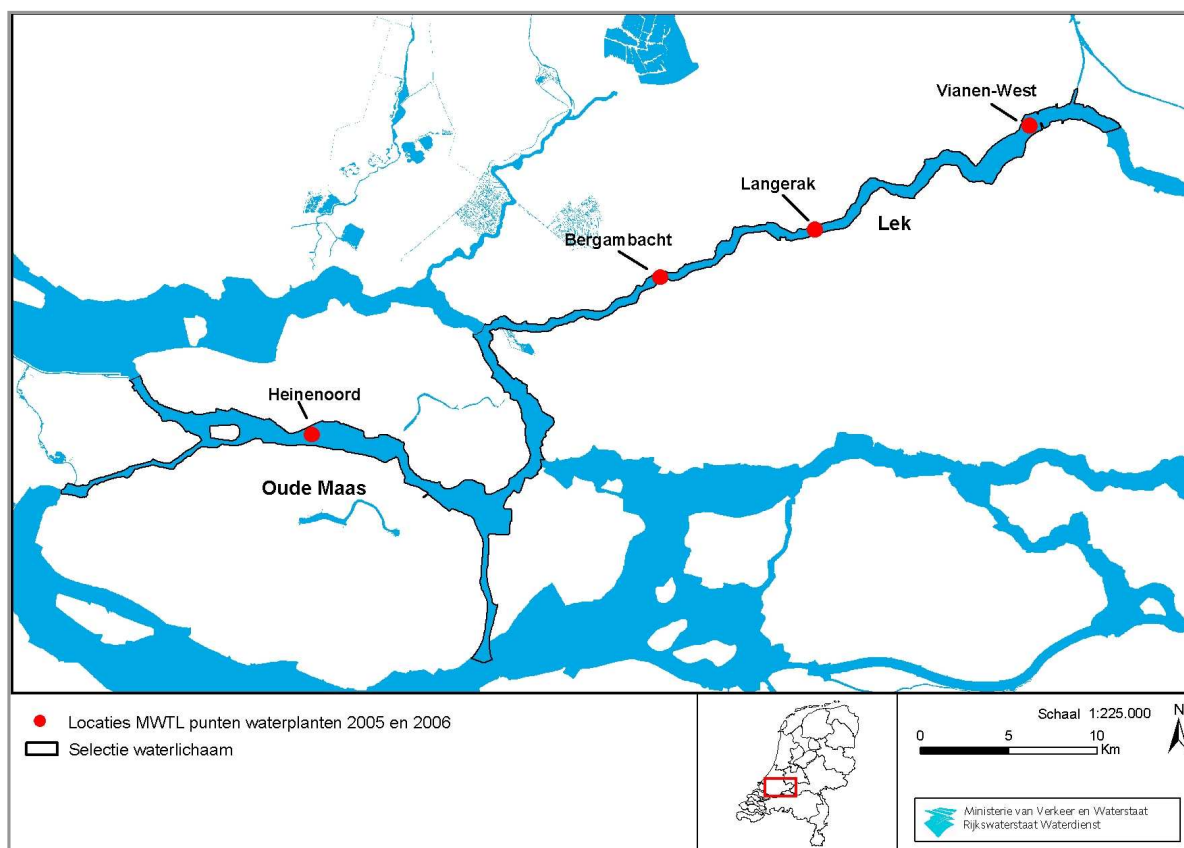 Vianen-West
Langerak
Lek
Bergambacht
Heinenoord
Oude Maas
Locaties MWTL punten waterplanten 2005 en 2006
Selectie waterlichaam
Schaal 1:225.000
N
0 5 10
Km
Ministerie van Verkeer en Waterstaat
Rijkswaterstaat Waterdienst